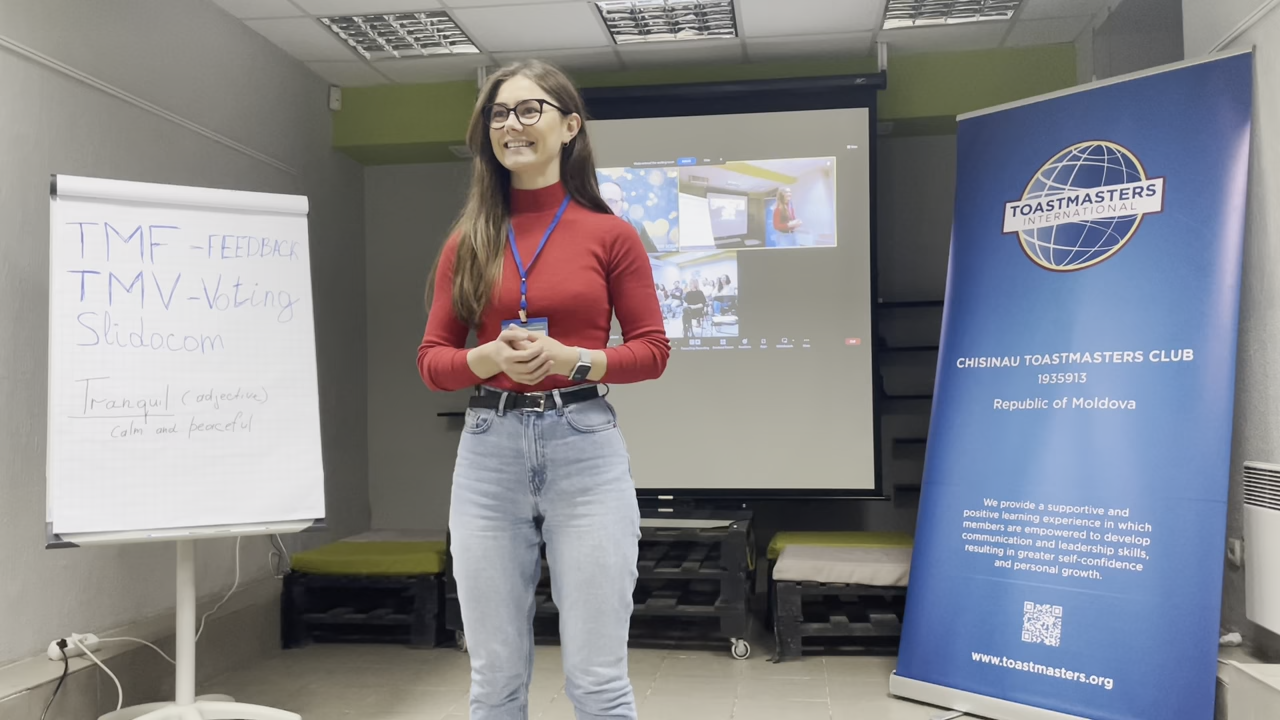 TMF - FEEDBACK
TMV - Voting
Slidocom
Tranquil (adjective)
calm and peaceful
TOASTMASTERS
INTERNATIONAL
CHISINAU TOASTMASTERS CLUB
1935913
Republic of Moldova
We provide a supportive and
positive learning experience in which
members are empowered to develop
communication and leadership skills,
resulting in greater self-confidence
and personal growth.
www.toastmasters.org